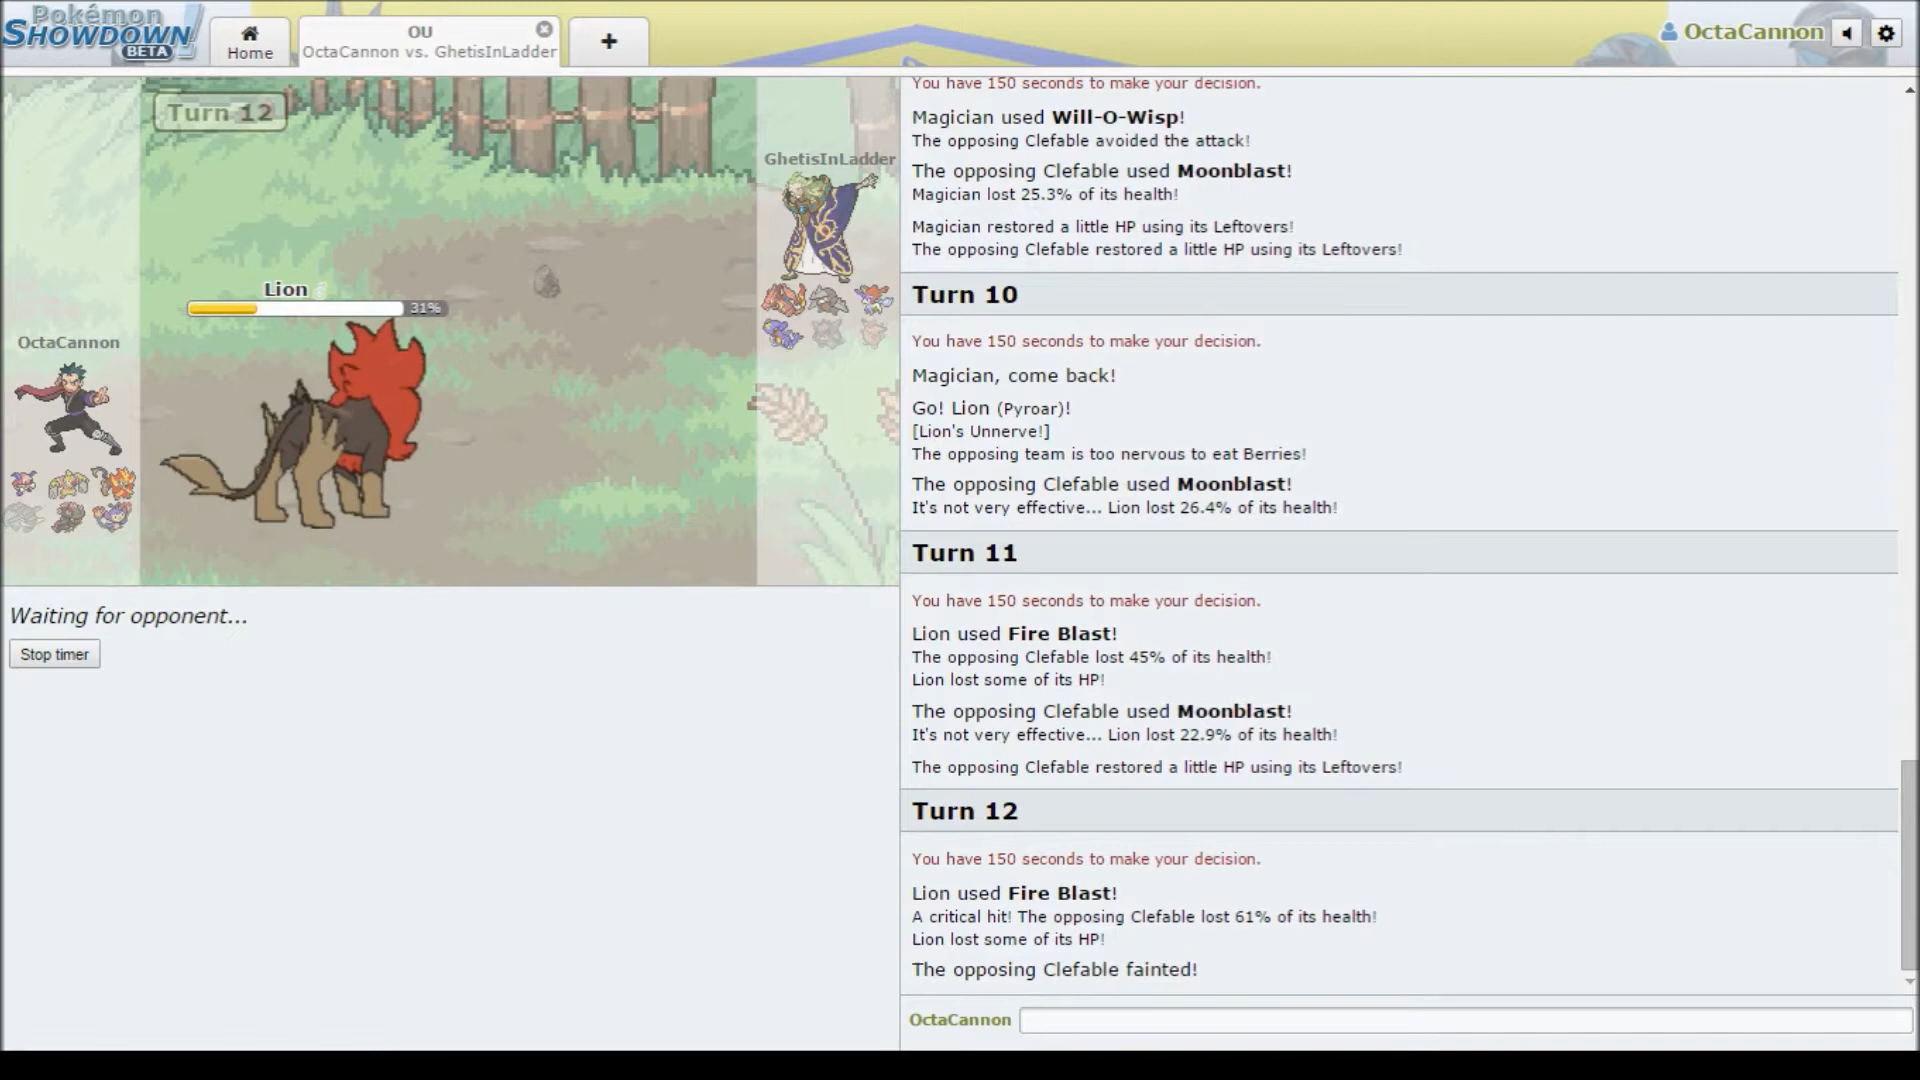 Pokémon
SHOWDOWN
BETA
Home
OU
OctaCannon vs. GhetisInLadder
+
OctaCannon
Turn 12
GhetisInLadder
Lion
31%
OctaCannon
Waiting for opponent...
Stop timer
You have 150 seconds to make your decision.
Magician used Will-O-Wisp!
The opposing Clefable avoided the attack!
The opposing Clefable used Moonblast!
Magician lost 25.3% of its health!
Magician restored a little HP using its Leftovers!
The opposing Clefable restored a little HP using its Leftovers!
Turn 10
You have 150 seconds to make your decision.
Magician, come back!
Go! Lion (Pyroar)!
[Lion's Unnerve!]
The opposing team is too nervous to eat Berries!
The opposing Clefable used Moonblast!
It's not very effective... Lion lost 26.4% of its health!
Turn 11
You have 150 seconds to make your decision.
Lion used Fire Blast!
The opposing Clefable lost 45% of its health!
Lion lost some of its HP!
The opposing Clefable used Moonblast!
It's not very effective... Lion lost 22.9% of its health!
The opposing Clefable restored a little HP using its Leftovers!
Turn 12
You have 150 seconds to make your decision.
Lion used Fire Blast!
A critical hit! The opposing Clefable lost 61% of its health!
Lion lost some of its HP!
The opposing Clefable fainted!
OctaCannon